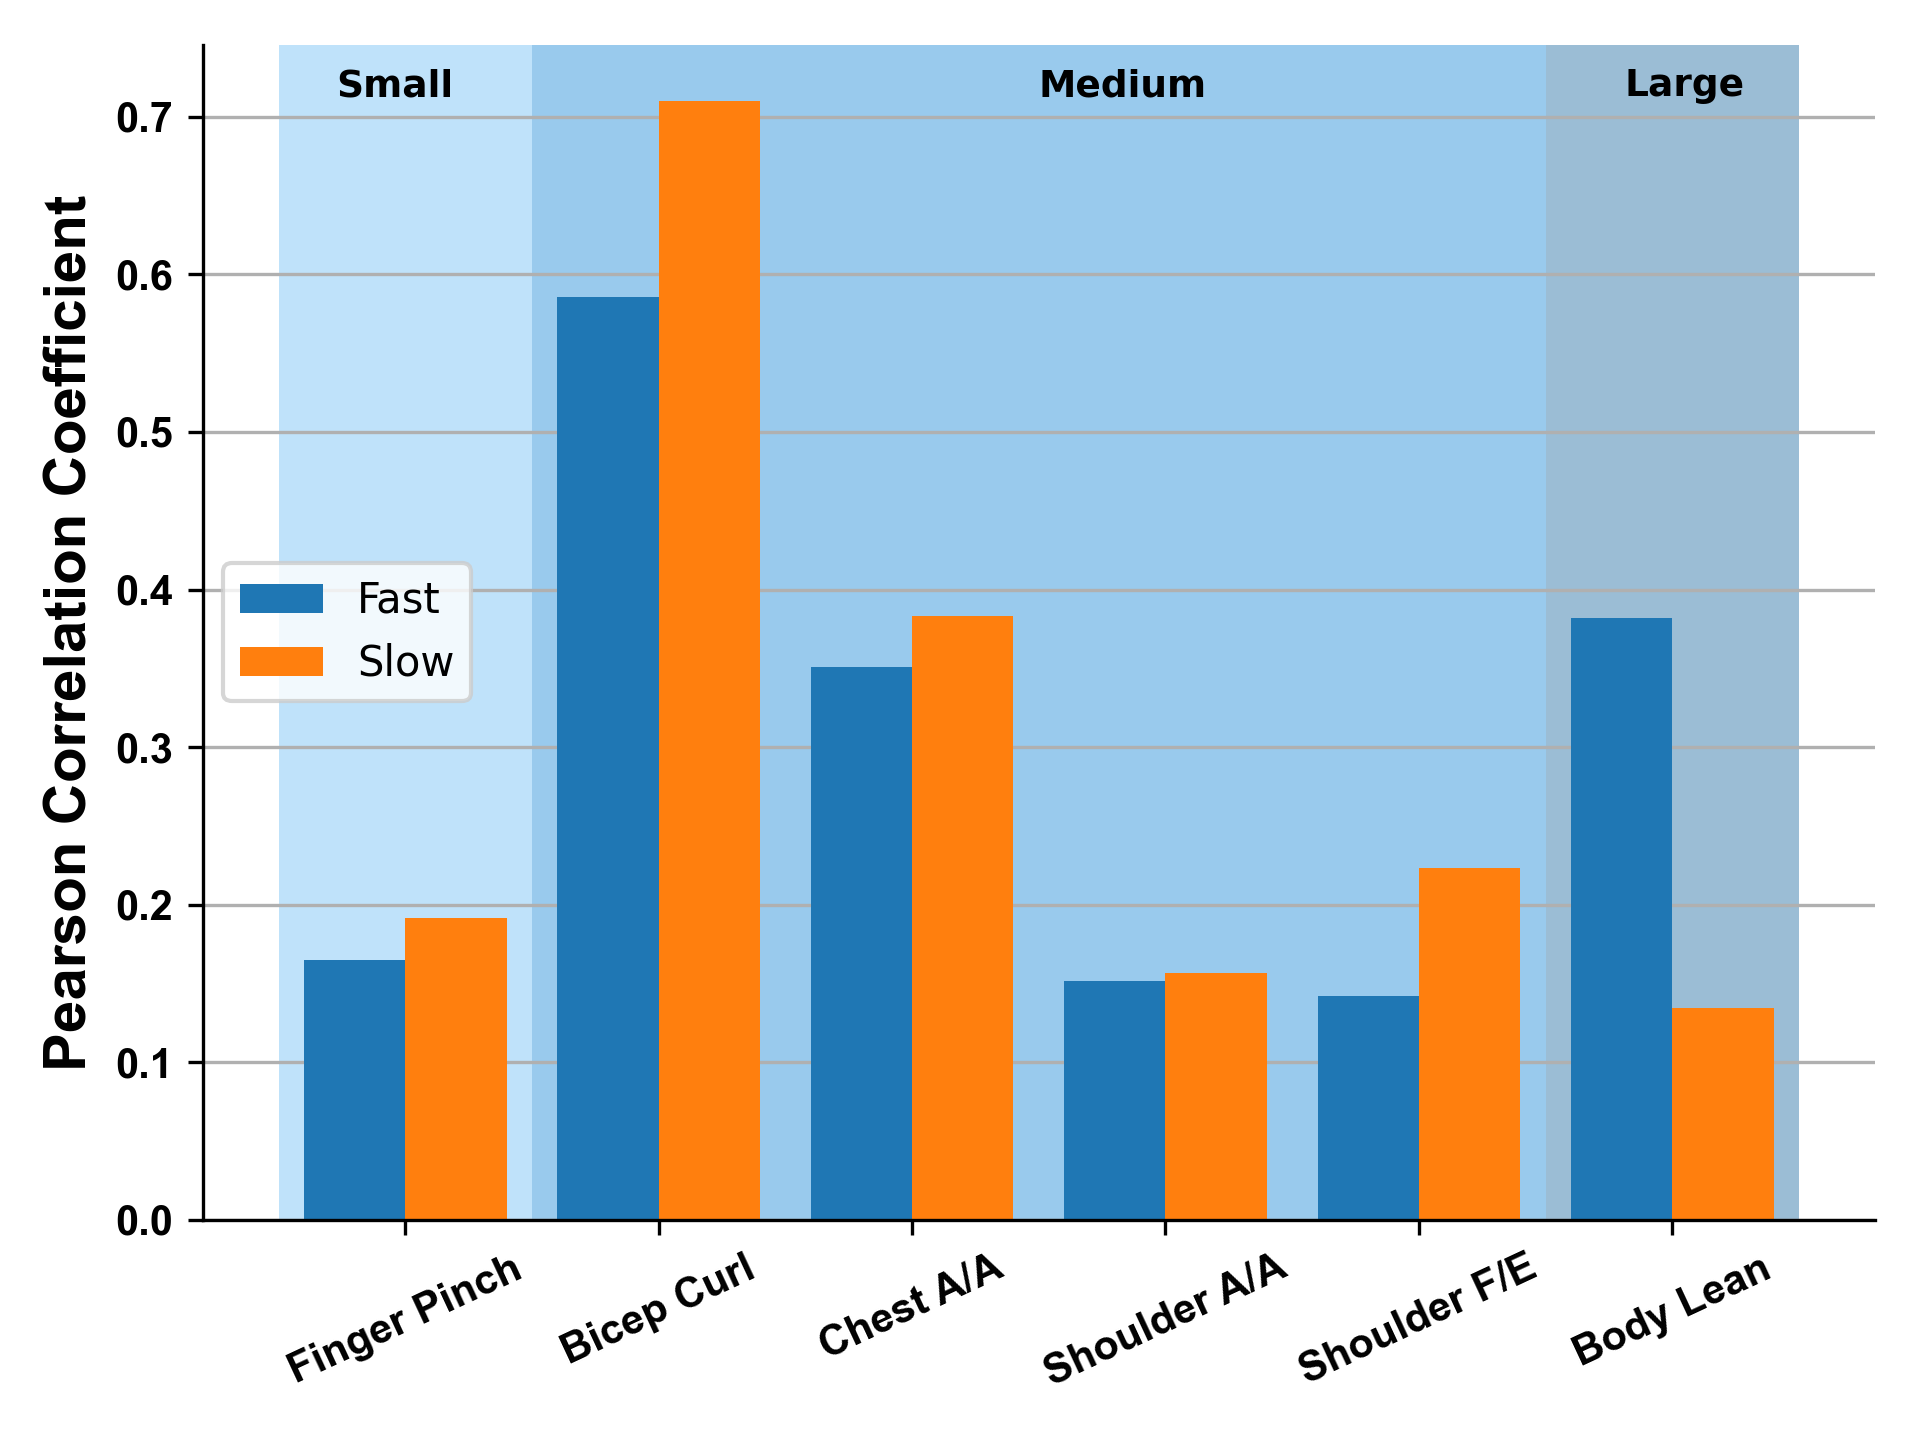 Small
Medium
Large
Pearson Correlation Coefficient
0.7
0.6
0.5
0.4
0.3
0.2
0.1
0.0
Fast
Slow
Finger Pinch
Bicep Curl
Chest A/A
Shoulder A/A
Shoulder F/E
Body Lean